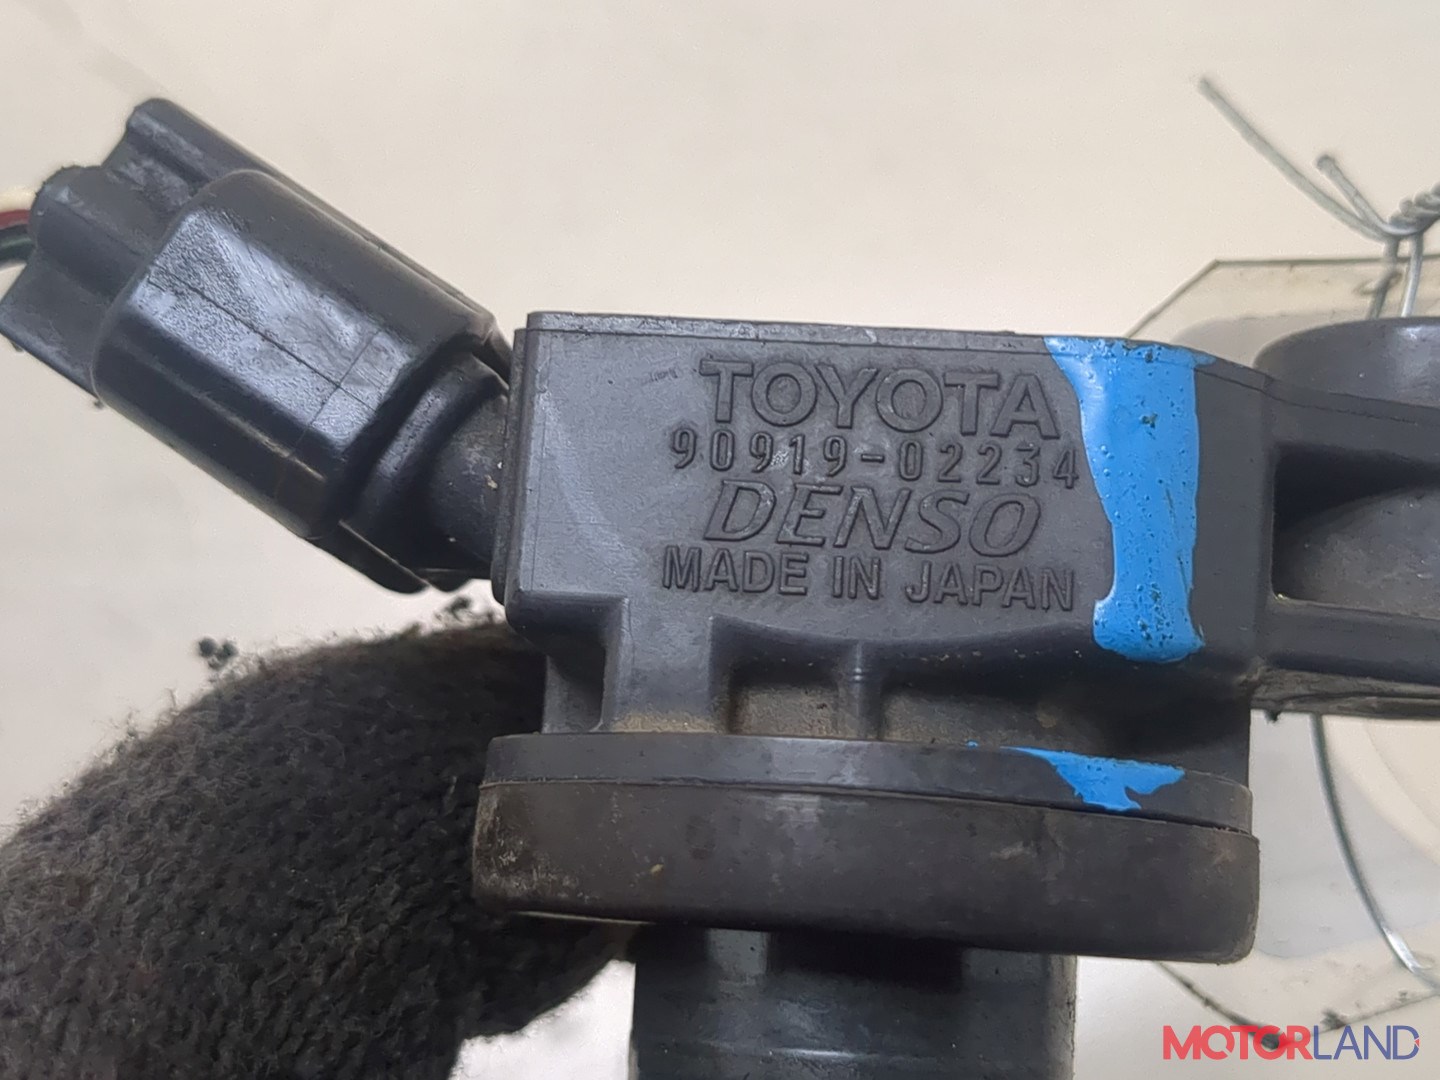 TOYOTA
90919-02234
DENSO
MADE IN JAPAN
MOTORLAND